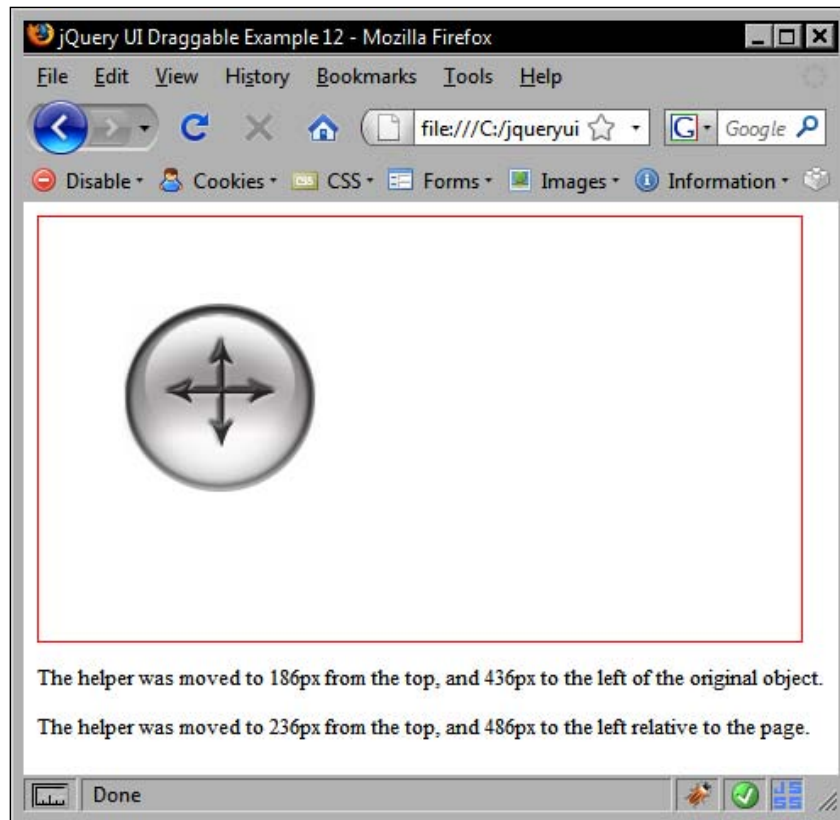 jQuery UI Draggable Example 12 - Mozilla Firefox
File Edit View History Bookmarks Tools Help
file:///C:/jqueryui G Google
Disable Cookies CSS CSS Forms Images Information
The helper was moved to 186px from the top, and 436px to the left of the original object.
The helper was moved to 236px from the top, and 486px to the left relative to the page.
Done JS SS